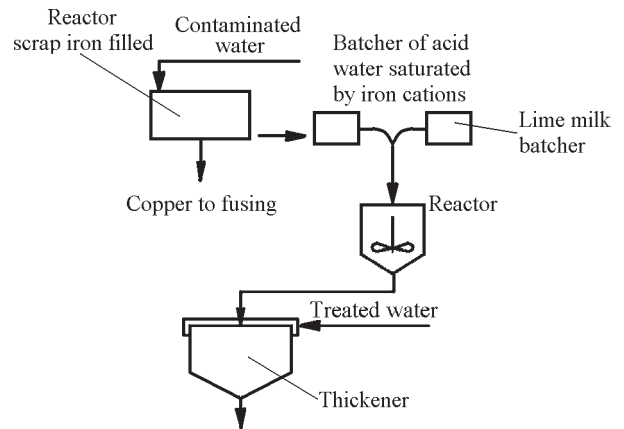 Reactor
scrap iron filled
Contaminated
water
Batcher of acid
water saturated
by iron cations
Lime milk
batcher
Copper to fusing
Reactor
Treated water
Thickener